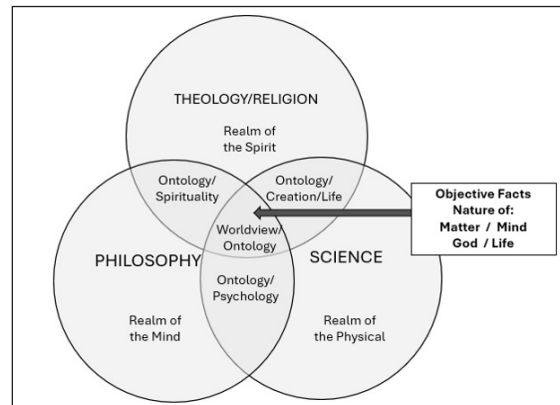 THEOLOGY/RELIGION
Realm of
the Spirit
Ontology/
Spirituality
Ontology/
Creation/Life
Objective Facts
Nature of:
Matter / Mind
God / Life
Worldview/
Ontology
PHILOSOPHY
SCIENCE
Ontology/
Psychology
Realm of
the Mind
Realm of
the Physical